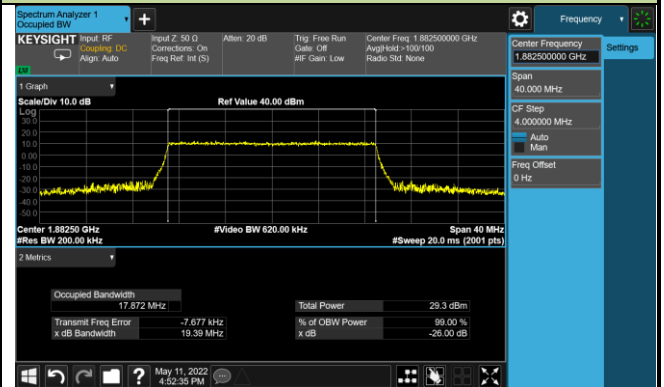 Spectrum Analyzer 1
Occupied BW
+
Frequency
KEYSIGHT
Input: RF
Coupling: DC
Align: Auto
Input Z: 50 Ω
Corrections: On
Freq Ref: Int (S)
Atten: 20 dB
Trig: Free Run
Gate: Off
#IF Gain: Low
Center Freq: 1.882500000 GHz
Avg|Hold:>100/100
Radio Std: None
Center Frequency
1.882500000 GHz
Settings
Span
40.000 MHz
CF Step
4.000000 MHz
Auto
Man
Freq Offset
0 Hz
1 Graph
Scale/Div 10.0 dB
Ref Value 40.00 dBm
Log
30.0
20.0
10.0
0.00
-10.0
-20.0
-30.0
-40.0
-50.0
Center 1.88250 GHz
#Video BW 620.00 kHz
Span 40 MHz
#Res BW 200.00 kHz
#Sweep 20.0 ms (2001 pts)
2 Metrics
Occupied Bandwidth
17.872 MHz
Total Power 29.3 dBm
Transmit Freq Error -7.677 kHz
% of OBW Power 99.00 %
x dB Bandwidth 19.39 MHz
x dB -26.00 dB
?
May 11, 2022
4:52:35 PM